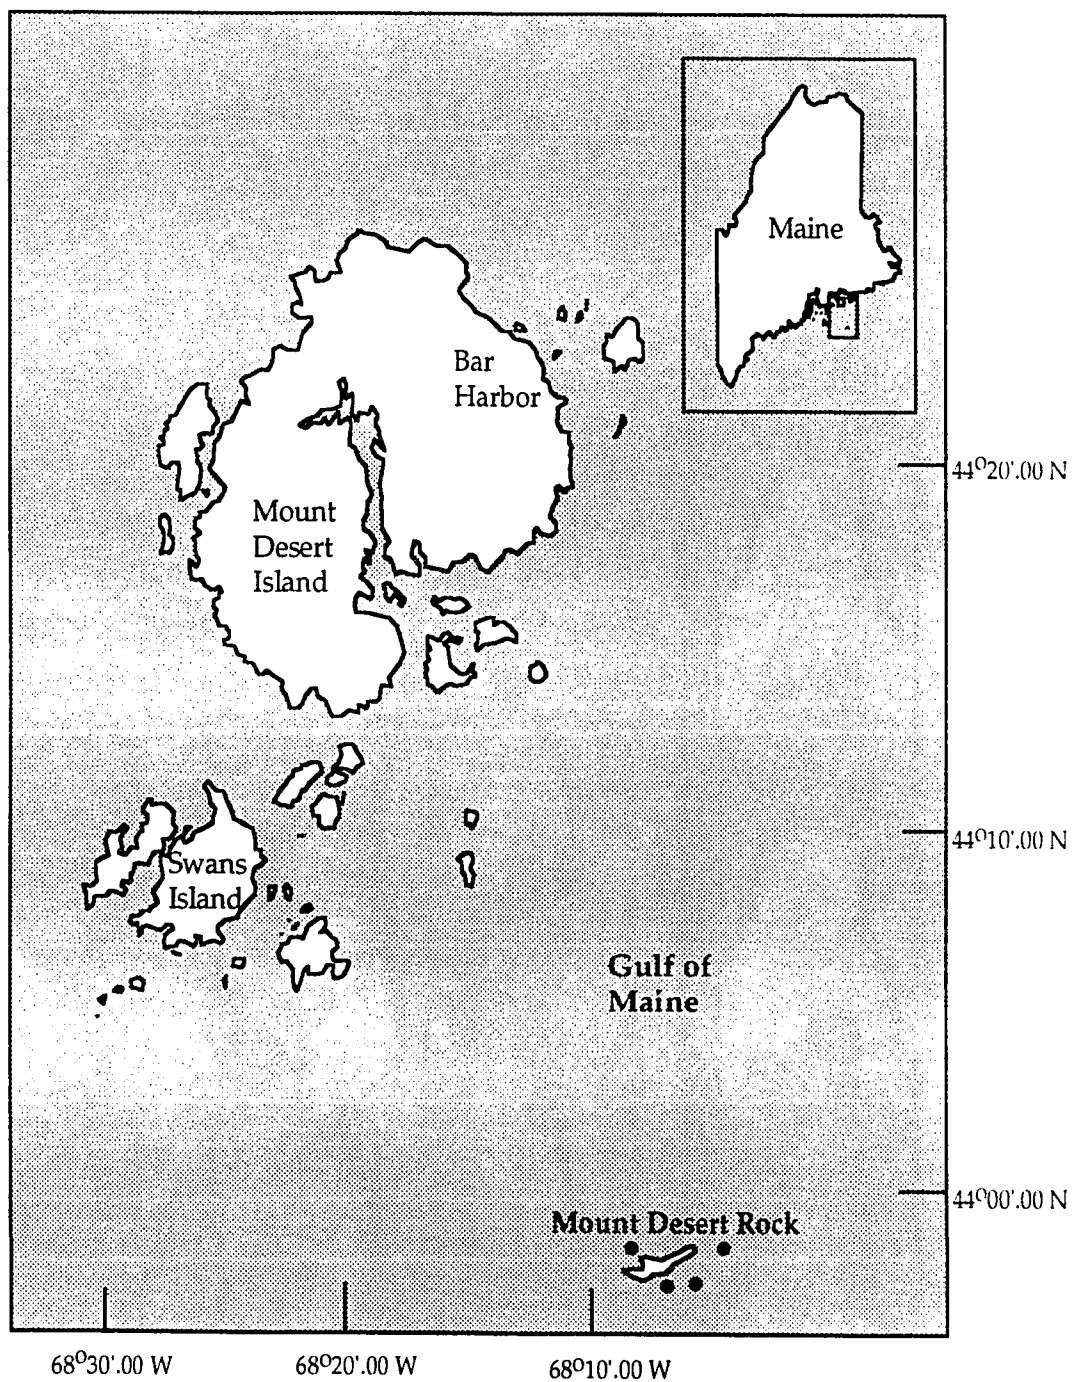 Maine
Bar
Harbor
44°20'.00 N
Mount
Desert
Island
44°10'.00 N
Swans
Island
Gulf of
Maine
44°00'.00 N
Mount Desert Rock
68°30'.00 W
68°20'.00 W
68°10'.00 W